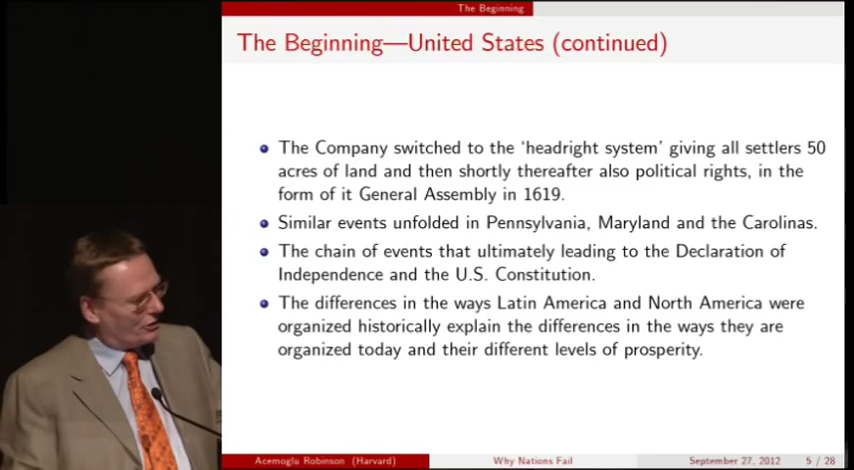 The Beginning
The Beginning—United States (continued)
The Company switched to the ‘headright system’ giving all settlers 50
acres of land and then shortly thereafter also political rights, in the
form of it General Assembly in 1619.
Similar events unfolded in Pennsylvania, Maryland and the Carolinas.
The chain of events that ultimately leading to the Declaration of
Independence and the U.S. Constitution.
The differences in the ways Latin America and North America were
organized historically explain the differences in the ways they are
organized today and their different levels of prosperity.
Acemoglu Robinson (Harvard) Why Nations Fail September 27, 2012 5 / 28